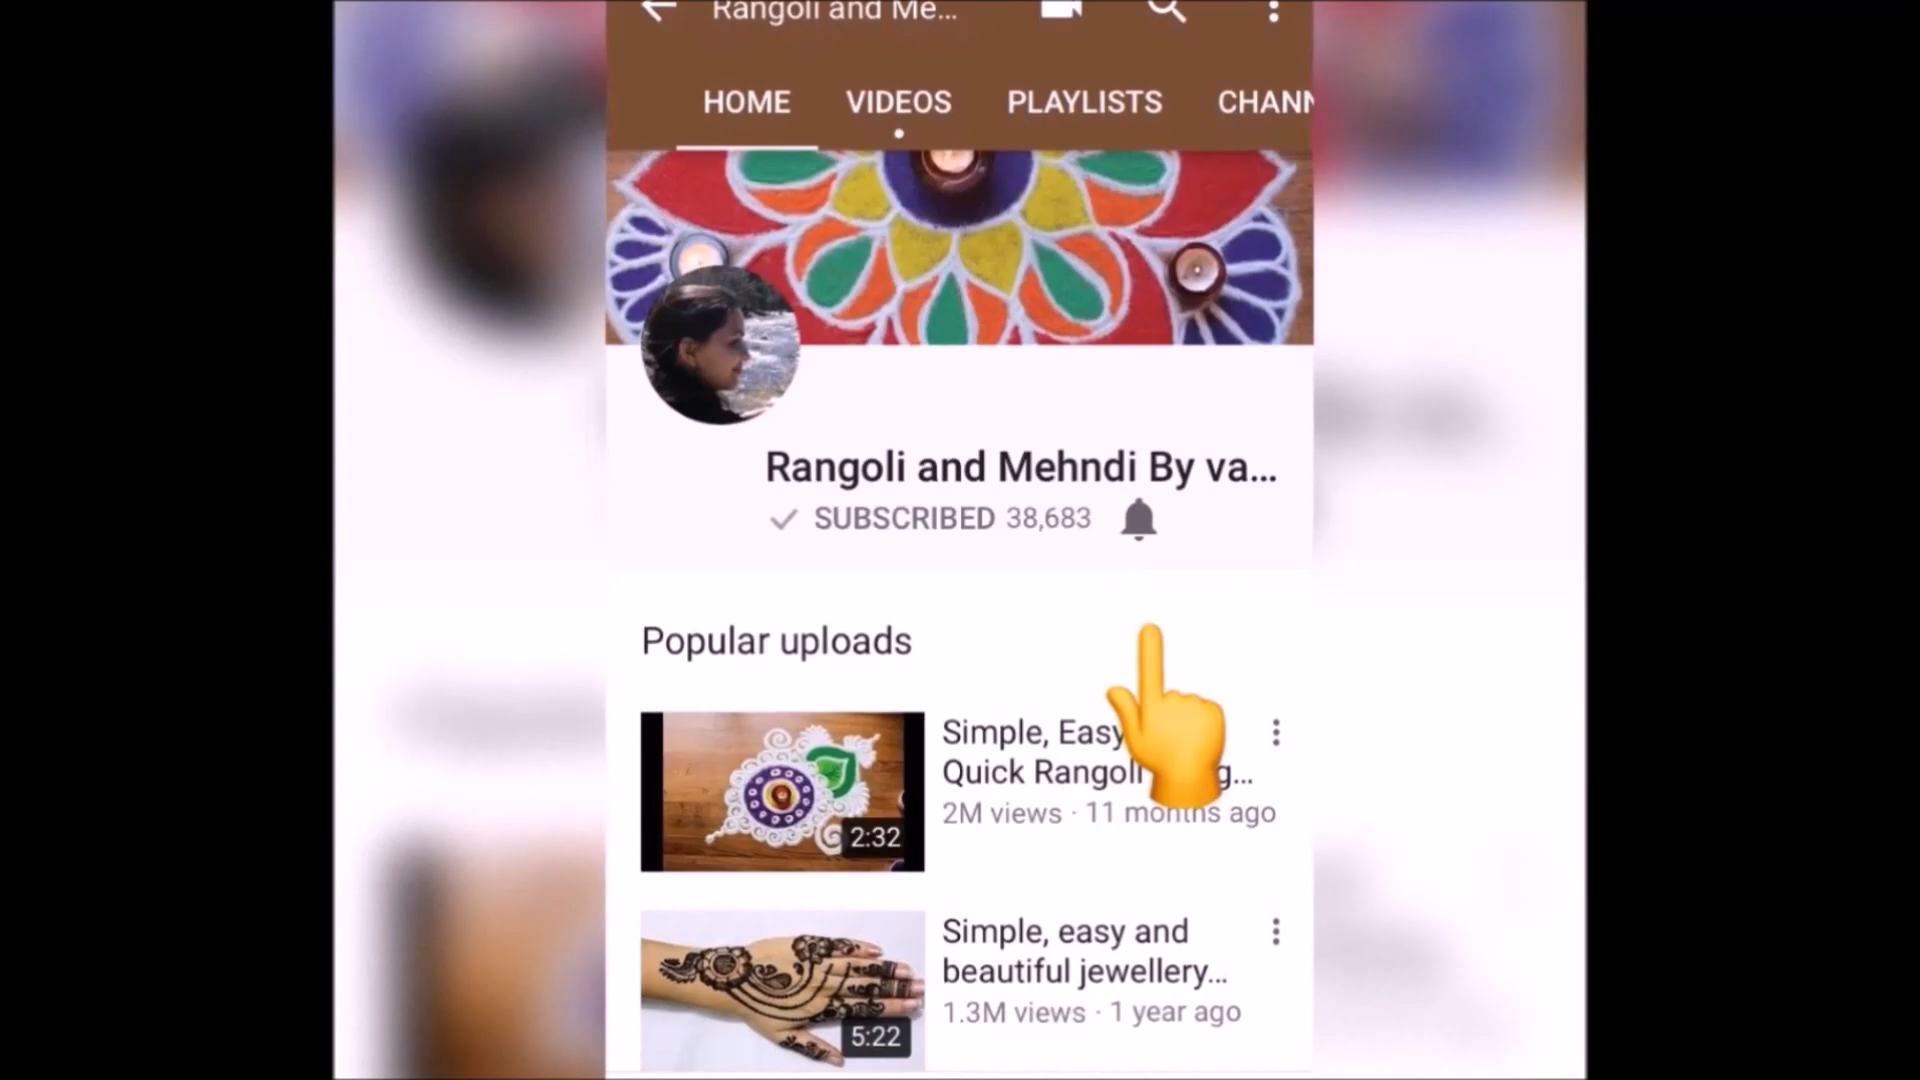 Rangoli and Me...
HOME VIDEOS PLAYLISTS CHANN
Rangoli and Mehndi By va...
SUBSCRIBED 38,683
Popular uploads
Simple, Easy
Quick Rangoli g...
2M views · 11 months ago
2:32
Simple, easy and
beautiful jewellery...
1.3M views · 1 year ago
5:22